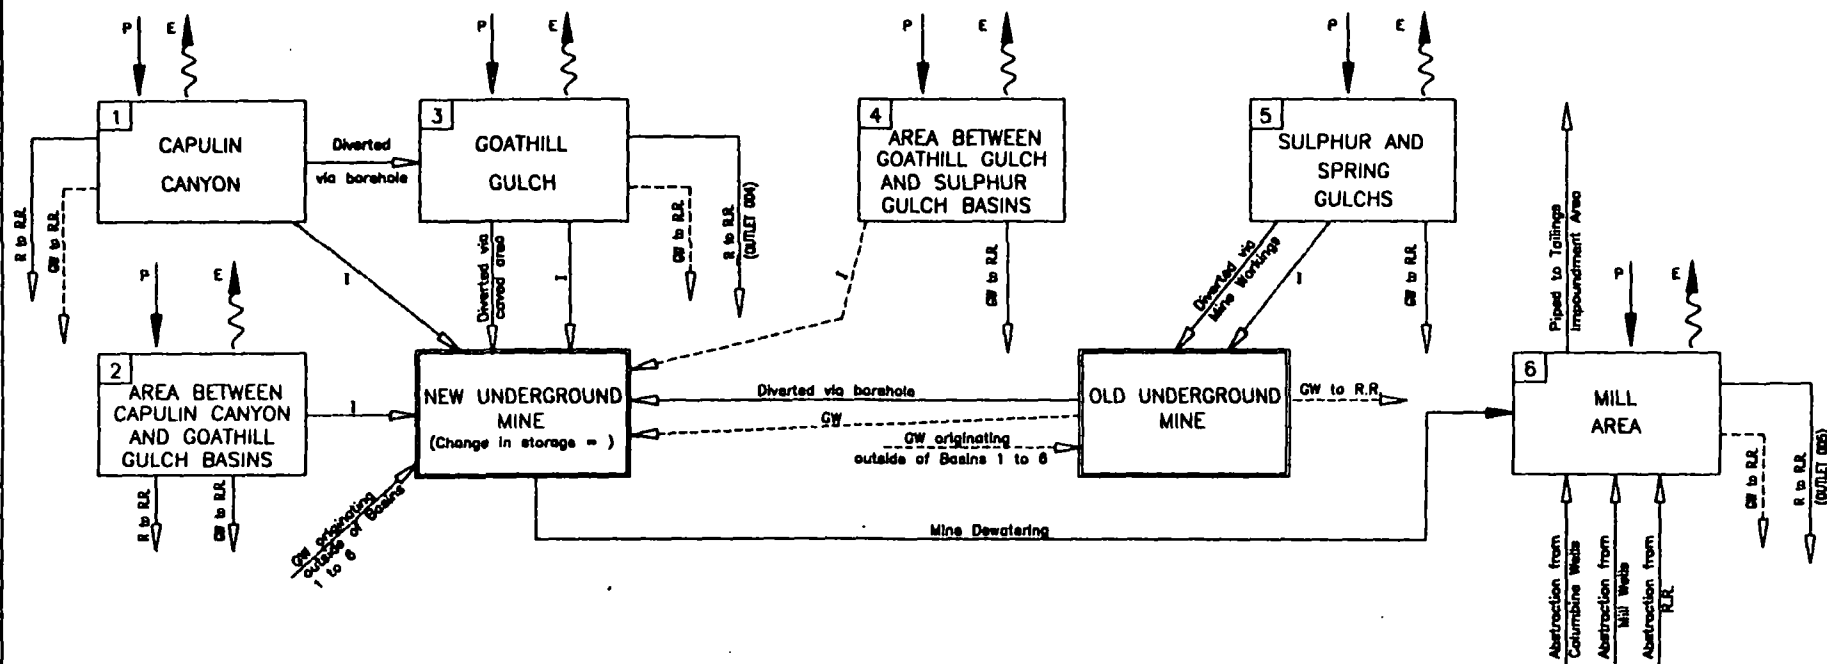 P
E
P
E
P
E
P
E
1
CAPULIN
CANYON
Diverted
via borehole
3
GOATHILL
GULCH
4
AREA BETWEEN
GOATHILL GULCH
AND SULPHUR
GULCH BASINS
5
SULPHUR AND
SPRING
GULCHS
R to R.R.
GW to R.R.
I
Diverted via
caved area
I
GW to R.R.
R to R.R.
(OUTLET 004)
I
GW to R.R.
Diverted via
Mine Workings
I
GW to R.R.
Piped to Tailings
Impoundment Area
P
E
P
E
2
AREA BETWEEN
CAPULIN CANYON
AND GOATHILL
GULCH BASINS
I
NEW UNDERGROUND
MINE
(Change in storage = )
Diverted via borehole
GW
GW originating
outside of Basins 1 to 6
OLD UNDERGROUND
MINE
GW to R.R.
6
MILL
AREA
R to R.R.
GW to R.R.
GW originating
outside of Basins
1 to 6
Mine Dewatering
GW to R.R.
R to R.R.
(OUTLET 005)
Abstraction from
Columbine Wells
Abstraction from
Mill Wells
Abstraction from
R.R.